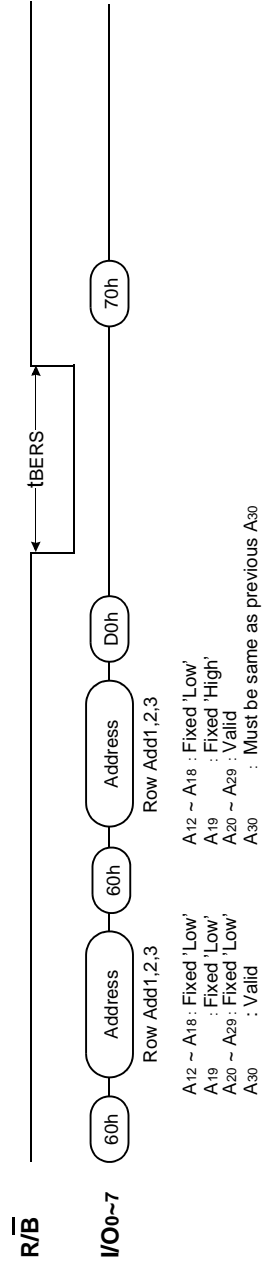 R/B
tBERS
I/O0~7
60h
Address
60h
Address
D0h
70h
Row Add1,2,3
Row Add1,2,3
A12 ~ A18 : Fixed 'Low'
A19 : Fixed 'Low'
A20 ~ A29 : Fixed 'Low'
A30 : Valid
A12 ~ A18 : Fixed 'Low'
A19 : Fixed 'High'
A20 ~ A29 : Valid
A30 : Must be same as previous A30